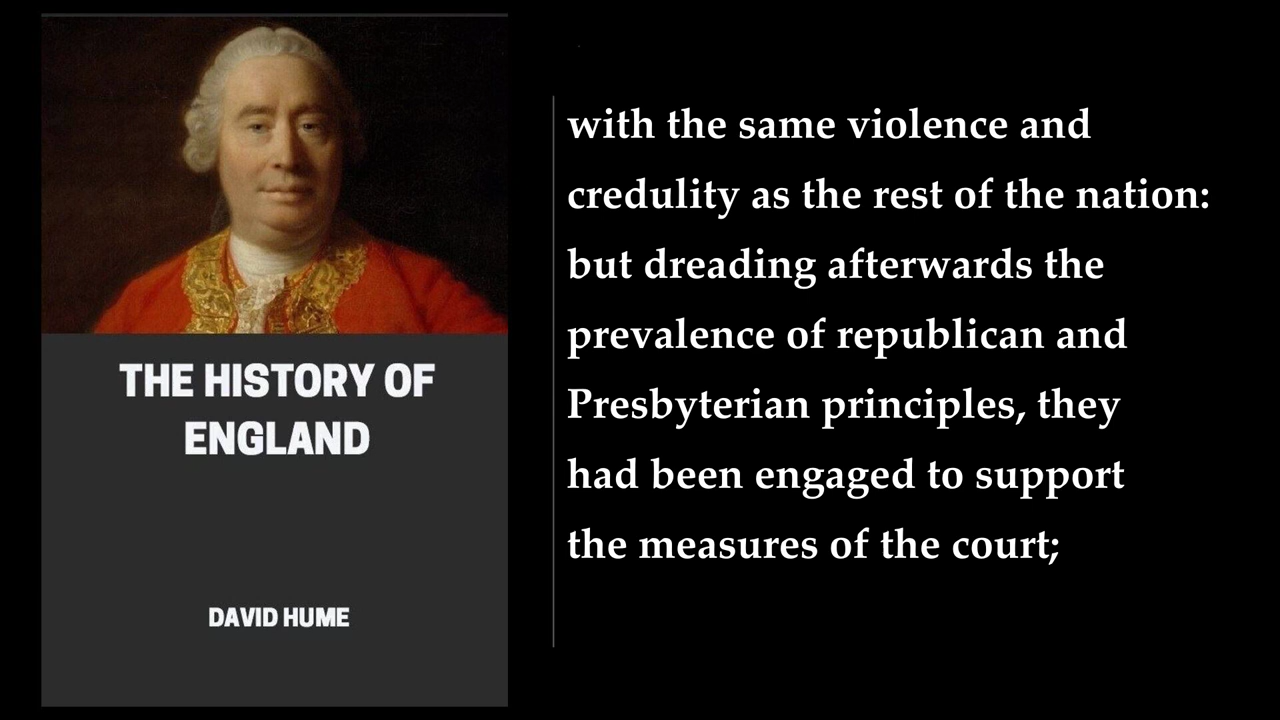 THE HISTORY OF
ENGLAND
DAVID HUME
with the same violence and
credulity as the rest of the nation:
but dreading afterwards the
prevalence of republican and
Presbyterian principles, they
had been engaged to support
the measures of the court;